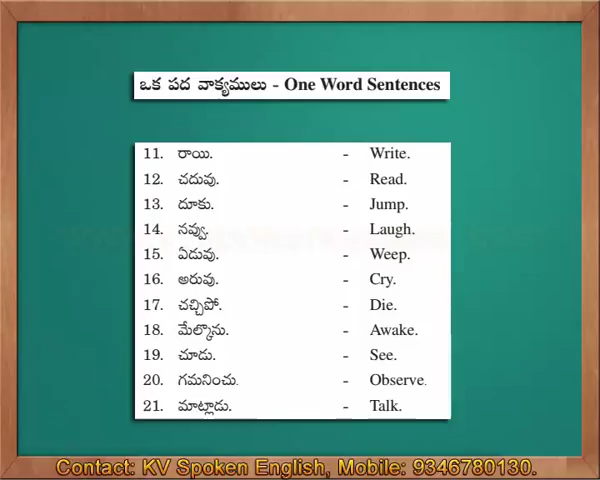 ఒక పద వాక్యములు - One Word Sentences
11. రాయి. - Write.
12. చదువు. - Read.
13. దూకు. - Jump.
14. నవ్వు. - Laugh.
15. ఏడువు. - Weep.
16. అరువు. - Cry.
17. చచ్చిపో. - Die.
18. మేల్కొను. - Awake.
19. చూడు. - See.
20. గమనించు. - Observe.
21. మాట్లాడు. - Talk.
Contact: KV Spoken English, Mobile: 9346780130.